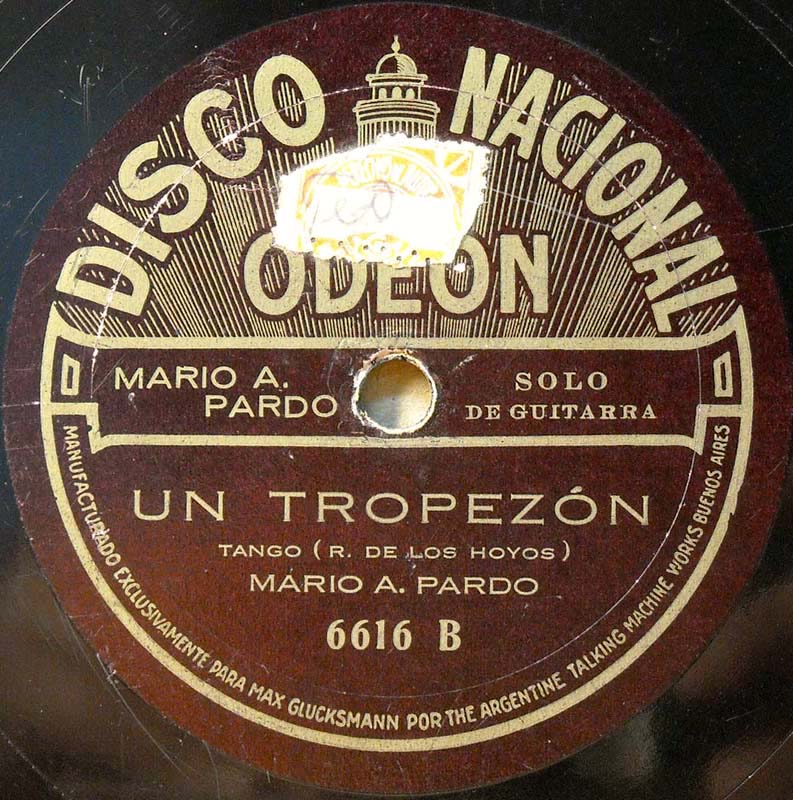 DISCO NACIONAL
ODEON
MARIO A. PARDO
SOLO DE GUITARRA
UN TROPEZÓN
TANGO (R. DE LOS HOYOS)
MARIO A. PARDO
6616 B
MANUFACTURADO EXCLUSIVAMENTE PARA MAX GLUCKSMANN POR THE ARGENTINE TALKING MACHINE WORKS BUENOS AIRES